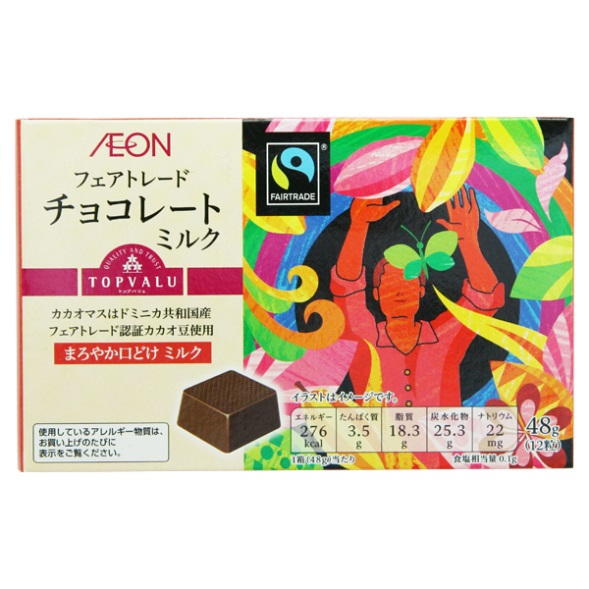 ÆON
フェアトレード
チョコレート
ミルク
QUALITY AND TRUST
TOPVALU
トップバリュ
カカオマスはドミニカ共和国産
フェアトレード認証カカオ豆使用
まろやか口どけ ミルク
使用しているアレルギー物質は、
お買い上げのたびに
表示をご覧ください。
®
FAIRTRADE
イラストはイメージです。
エネルギー たんぱく質 脂質 炭水化物 ナトリウム
276 kcal 3.5 g 18.3 g 25.3 g 22 mg
1箱(48g)当たり 食塩相当量 0.1g
48g
(12粒)